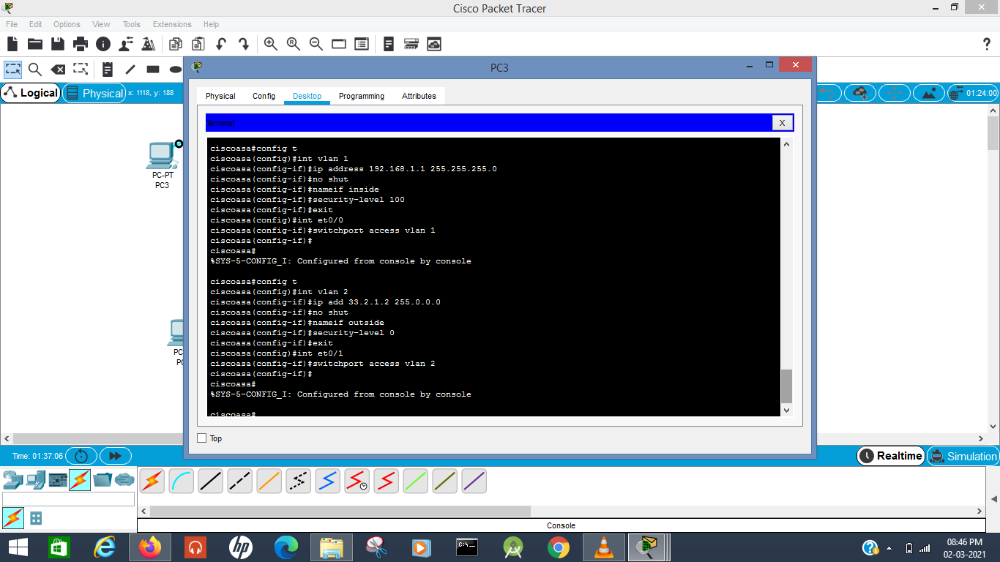 Cisco Packet Tracer
File Edit Options View Tools Extensions Help
?
PC3
Logical Physical x: 1118, y: 188
01:24:00
Physical Config Desktop Programming Attributes
Terminal
X
PC-PT
PC3
ciscoasa#config t
ciscoasa(config)#int vlan 1
ciscoasa(config-if)#ip address 192.168.1.1 255.255.255.0
ciscoasa(config-if)#no shut
ciscoasa(config-if)#nameif inside
ciscoasa(config-if)#security-level 100
ciscoasa(config-if)#exit
ciscoasa(config)#int et0/0
ciscoasa(config-if)#switchport access vlan 1
ciscoasa(config-if)#
ciscoasa#
%SYS-5-CONFIG_I: Configured from console by console
ciscoasa#config t
ciscoasa(config)#int vlan 2
ciscoasa(config-if)#ip add 33.2.1.2 255.0.0.0
ciscoasa(config-if)#no shut
ciscoasa(config-if)#nameif outside
ciscoasa(config-if)#security-level 0
ciscoasa(config-if)#exit
ciscoasa(config)#int et0/1
ciscoasa(config-if)#switchport access vlan 2
ciscoasa(config-if)#
ciscoasa#
%SYS-5-CONFIG_I: Configured from console by console
ciscoasa#
PC
PC
Top
Time: 01:37:06
Realtime Simulation
Console
08:46 PM
02-03-2021